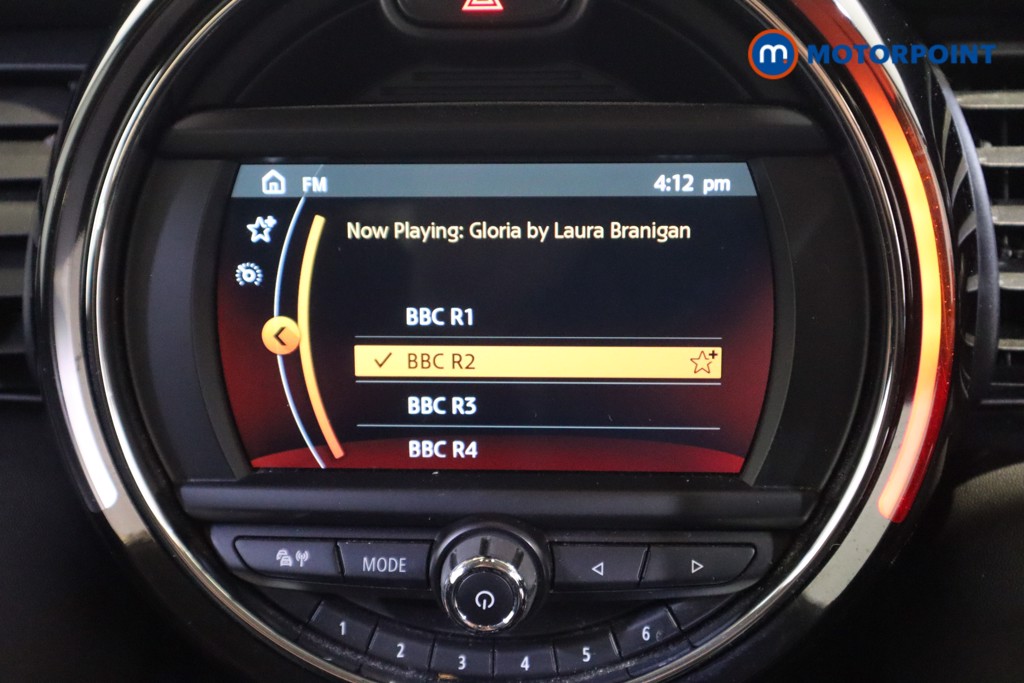 m. MOTORPOINT
FM 4:12 pm
Now Playing: Gloria by Laura Branigan
BBC R1
BBC R2
BBC R3
BBC R4
MODE
1 2 3 4 5 6